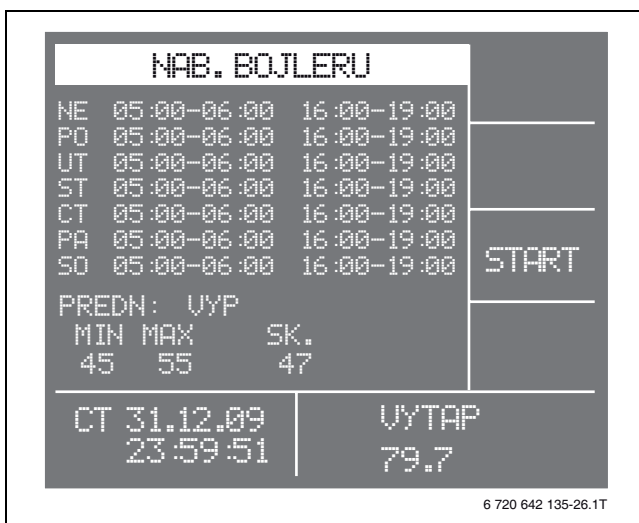 NAB. BOJLERU
NE 05:00-06:00 16:00-19:00
PO 05:00-06:00 16:00-19:00
UT 05:00-06:00 16:00-19:00
ST 05:00-06:00 16:00-19:00
CT 05:00-06:00 16:00-19:00
PA 05:00-06:00 16:00-19:00
SO 05:00-06:00 16:00-19:00
START
PREDN: VYP
MIN MAX SK.
45 55 47
CT 31.12.09
23:59:51
VYTAP
79.7
6 720 642 135-26.1T